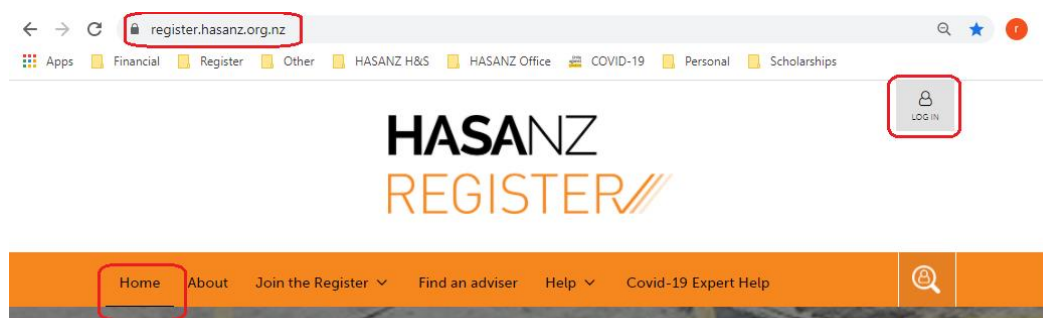 register.hasanz.org.nz
r
Apps Financial Register Other HASANZ H&S HASANZ Office COVID-19 Personal Scholarships
LOG IN
HASANZ
REGISTER
Home About Join the Register Find an adviser Help Covid-19 Expert Help